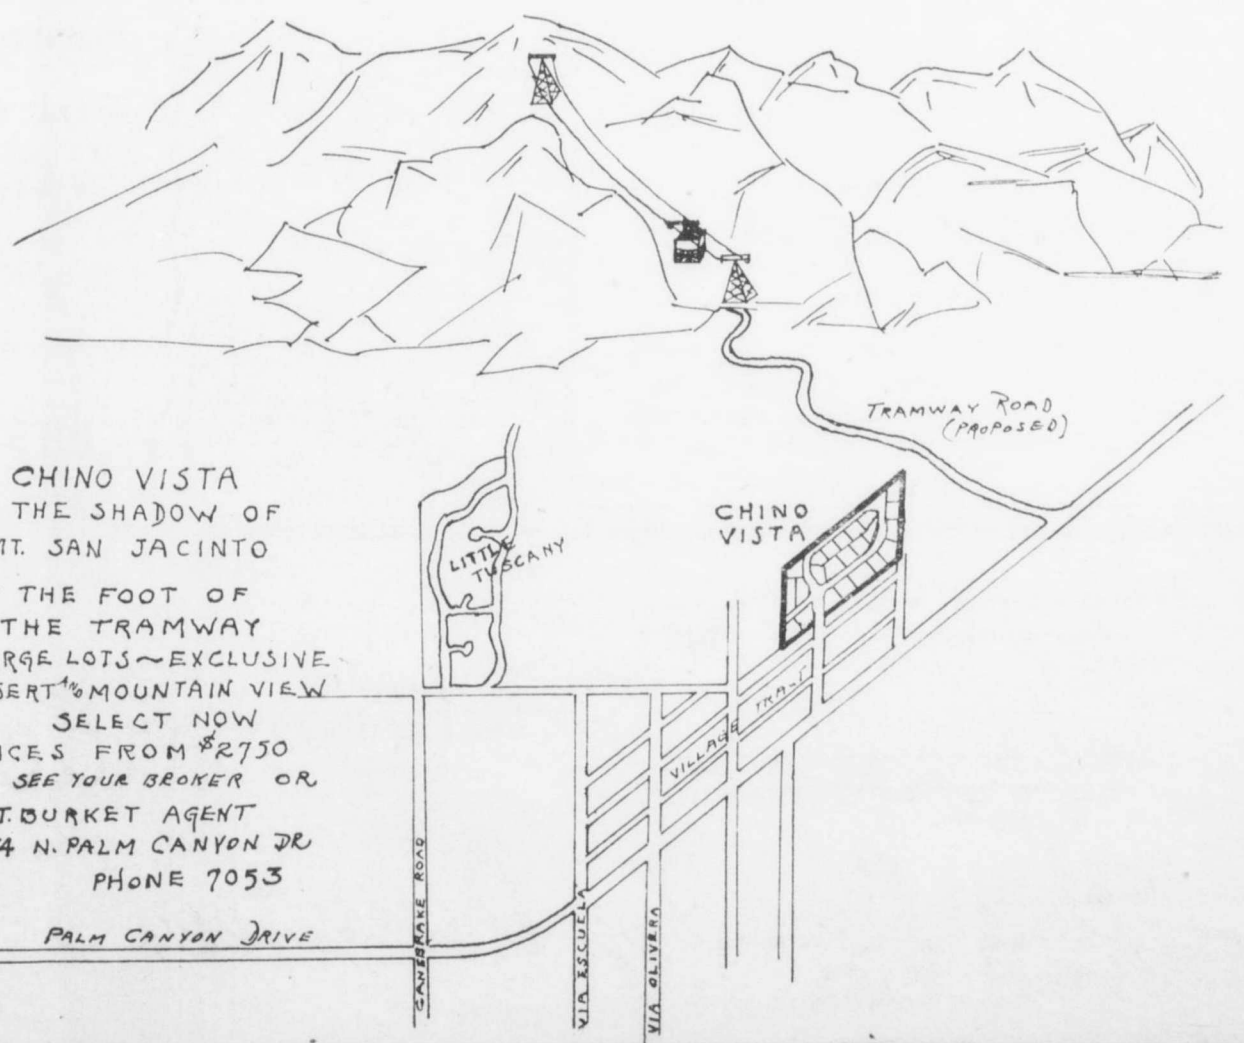 TRAMWAY ROAD
(PROPOSED)
CHINO VISTA
THE SHADOW OF
MT. SAN JACINTO
THE FOOT OF
THE TRAMWAY
RGE LOTS~EXCLUSIVE
SERT AND MOUNTAIN VIEW
SELECT NOW
ICES FROM $2750
SEE YOUR BROKER OR
T. BURKET AGENT
4 N. PALM CANYON DR
PHONE 7053
LITTLE
TUSCANY
CHINO
VISTA
VILLAGE TRACT
PALM CANYON DRIVE
CANEBRAKE ROAD
VIA ESCUELA
VIA OLIVERA